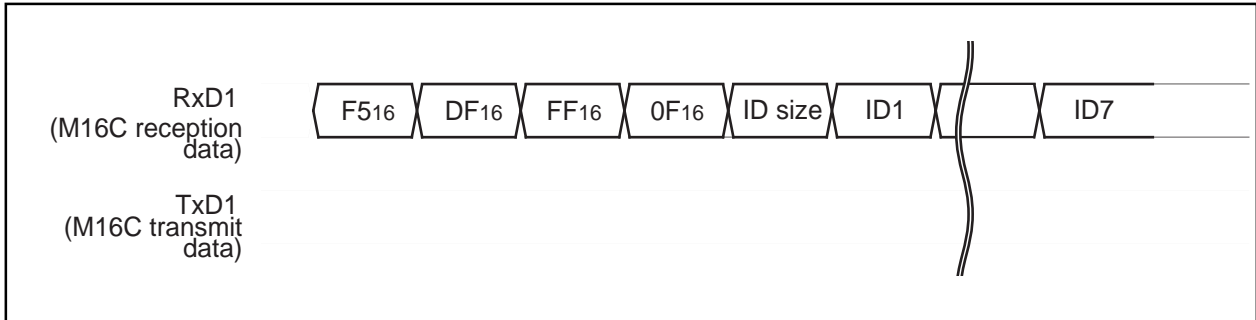 RxD1
(M16C reception
data)
F516 DF16 FF16 0F16 ID size ID1 ID7
TxD1
(M16C transmit
data)